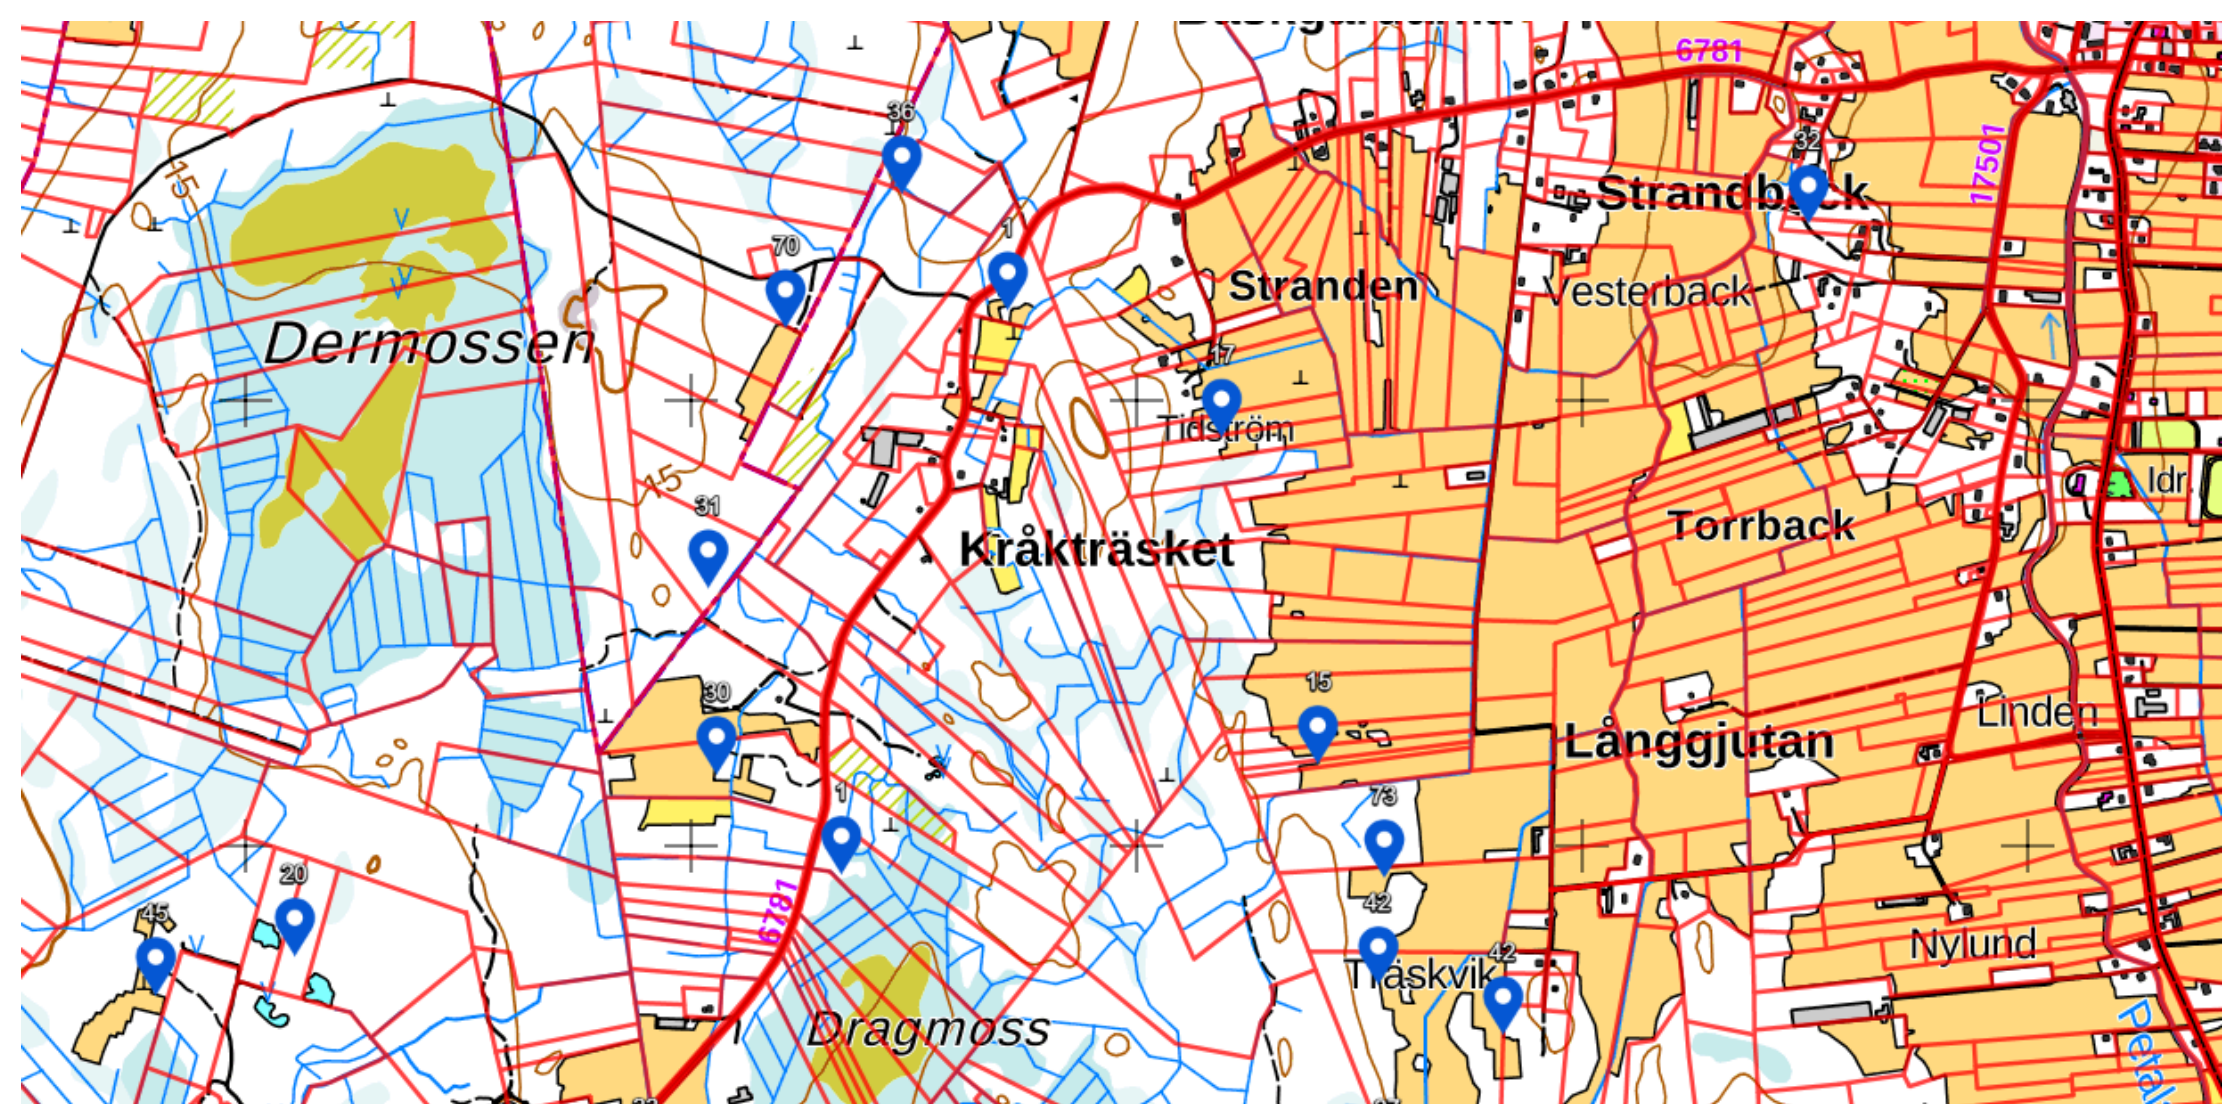 6781
36
32
17501
15
Strandback
1
70
Stranden
Vesterback
Dermossen
17
Tidström
15
Idr.
31
Torrback
Kråkträsket
15
30
Linden
Långgjutan
1
73
20
42
45
6781
Nylund
42
Träskvik
Dragmoss